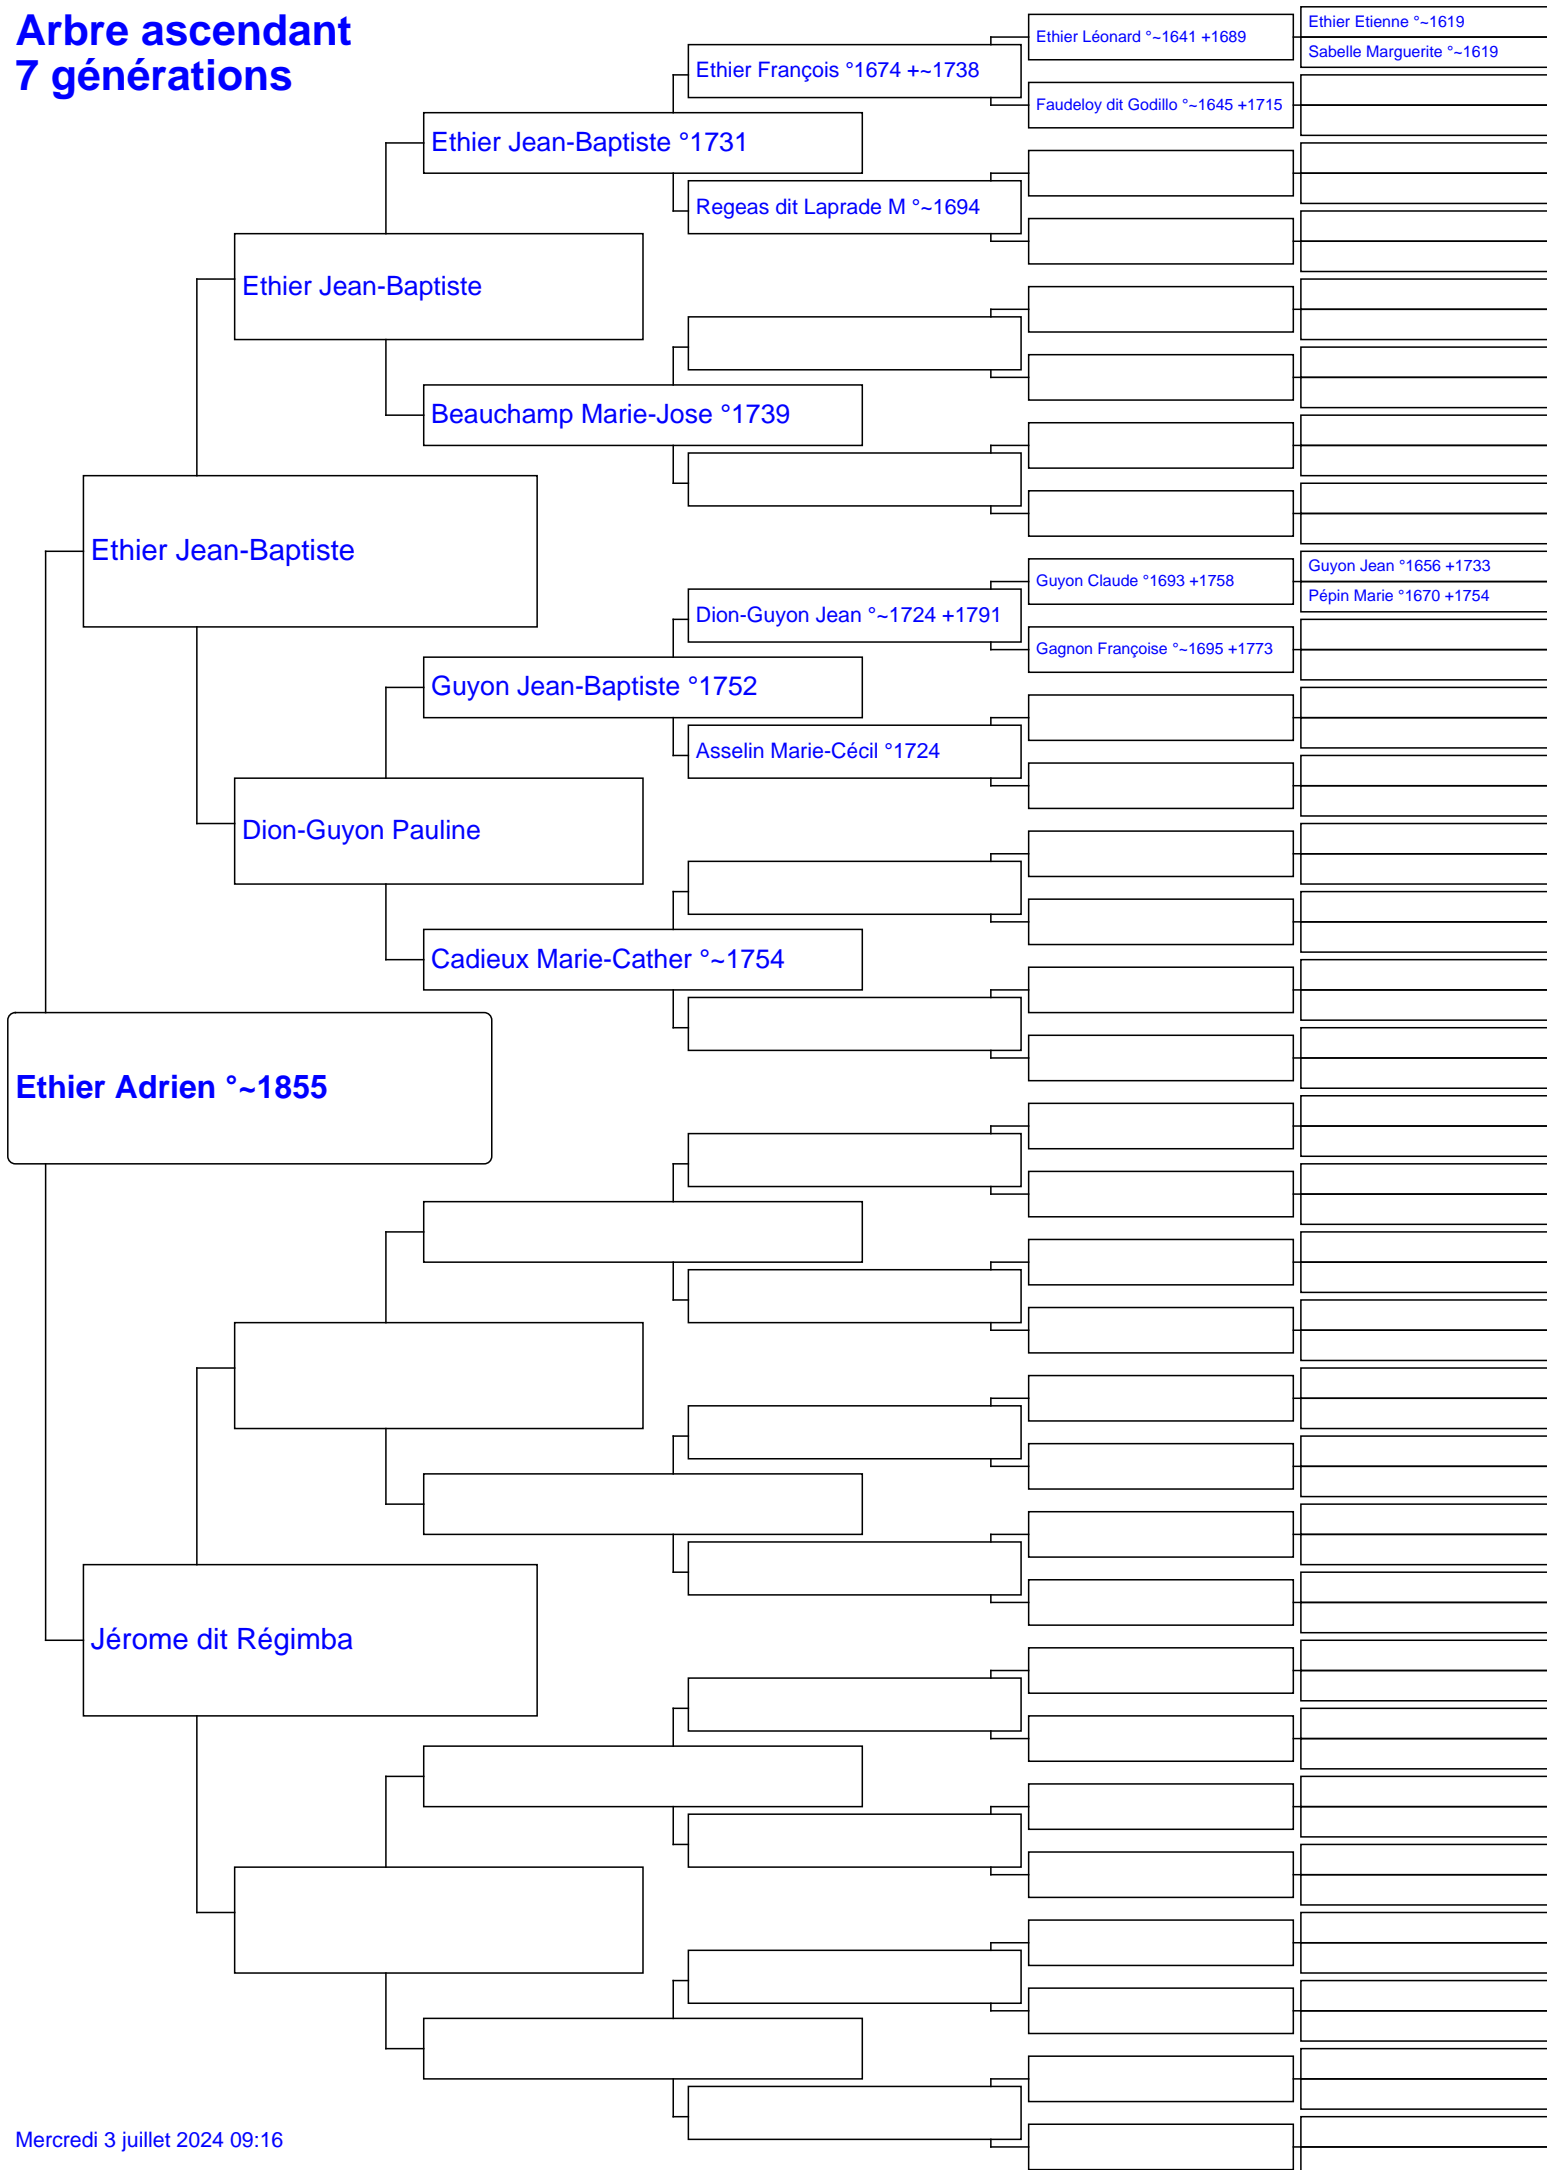 Arbre ascendant
7 générations
Ethier Etienne °~1619
Ethier Léonard °~1641 +1689
Sabelle Marguerite °~1619
Ethier François °1674 +~1738
Faudeloy dit Godillo °~1645 +1715
Ethier Jean-Baptiste °1731
Regeas dit Laprade M °~1694
Ethier Jean-Baptiste
Beauchamp Marie-Jose °1739
Ethier Jean-Baptiste
Guyon Jean °1656 +1733
Guyon Claude °1693 +1758
Pépin Marie °1670 +1754
Dion-Guyon Jean °~1724 +1791
Gagnon Françoise °~1695 +1773
Guyon Jean-Baptiste °1752
Asselin Marie-Cécil °1724
Dion-Guyon Pauline
Cadieux Marie-Cather °~1754
Ethier Adrien °~1855
Jérome dit Régimba
Mercredi 3 juillet 2024 09:16